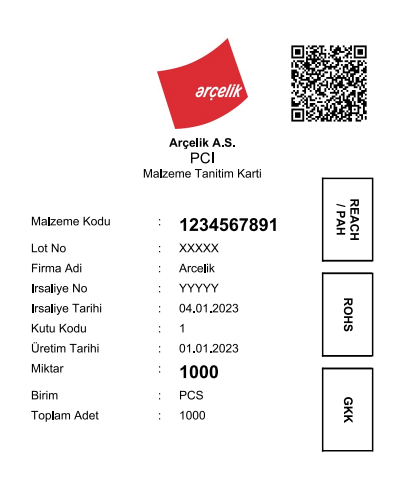 arçelik
Arçelik A.S.
PCI
Malzeme Tanitim Karti
Malzeme Kodu : 1234567891
Lot No : XXXXX
Firma Adi : Arcelik
Irsaliye No : YYYYY
Irsaliye Tarihi : 04.01.2023
Kutu Kodu : 1
Üretim Tarihi : 01.01.2023
Miktar : 1000
Birim : PCS
Toplam Adet : 1000
REACH
/ PAH
ROHS
GKK